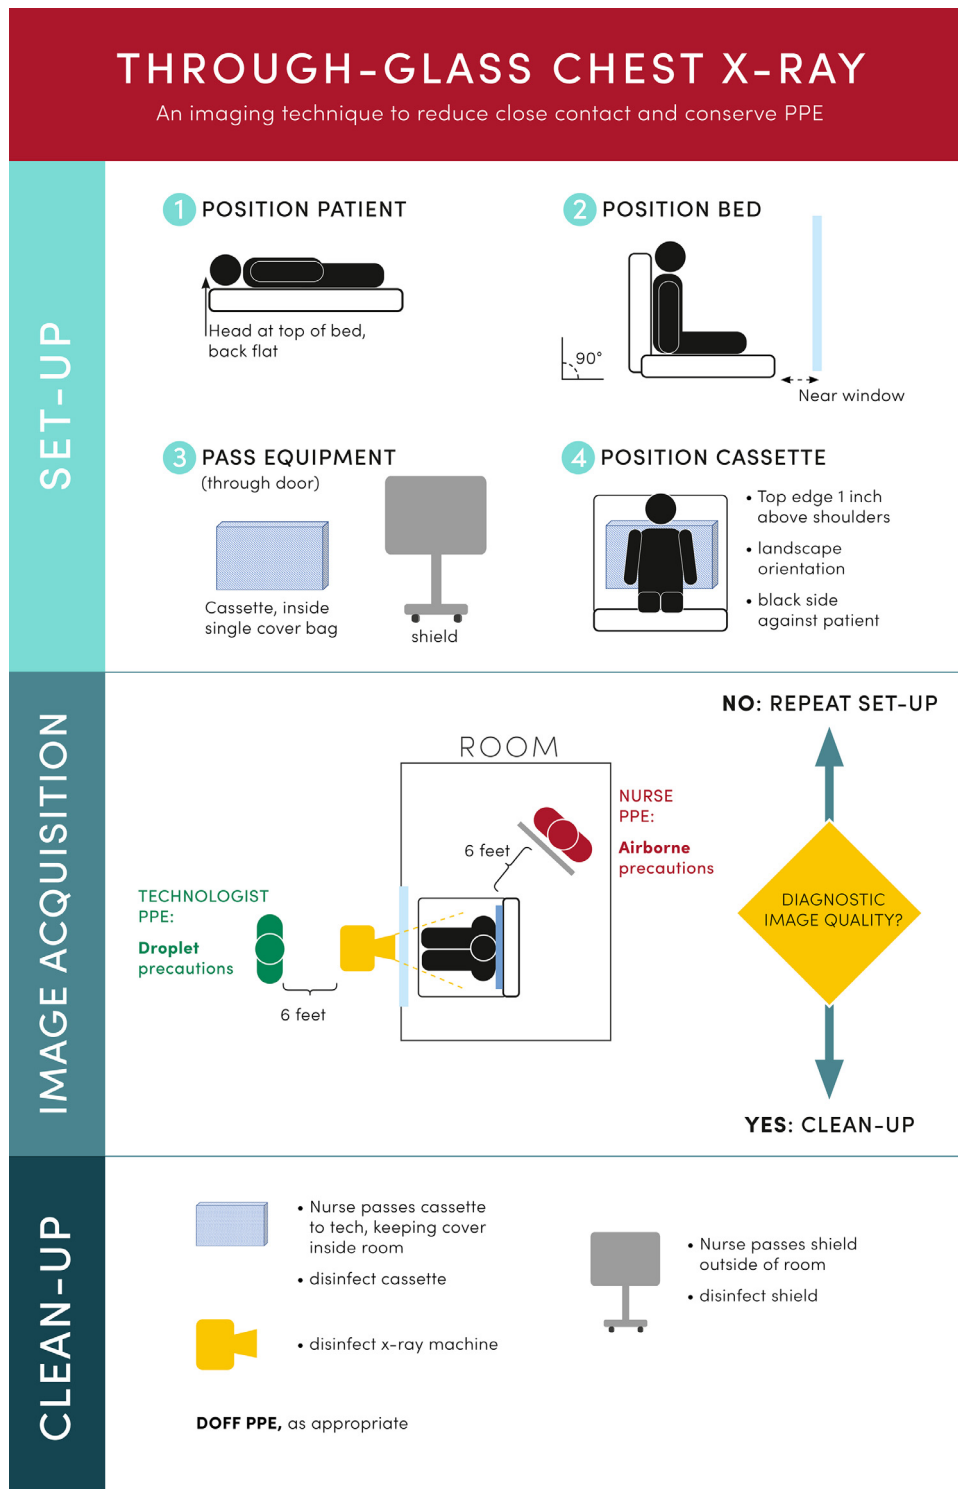 THROUGH-GLASS CHEST X-RAY
An imaging technique to reduce close contact and conserve PPE
SET-UP
1 POSITION PATIENT
Head at top of bed,
back flat
2 POSITION BED
90°
Near window
3 PASS EQUIPMENT
(through door)
Cassette, inside
single cover bag
shield
4 POSITION CASSETTE
• Top edge 1 inch
above shoulders
• landscape
orientation
• black side
against patient
IMAGE ACQUISITION
ROOM
NURSE
PPE:
Airborne
precautions
6 feet
TECHNOLOGIST
PPE:
Droplet
precautions
6 feet
NO: REPEAT SET-UP
DIAGNOSTIC
IMAGE QUALITY?
YES: CLEAN-UP
CLEAN-UP
• Nurse passes cassette
to tech, keeping cover
inside room
• disinfect cassette
• disinfect x-ray machine
DOFF PPE, as appropriate
• Nurse passes shield
outside of room
• disinfect shield